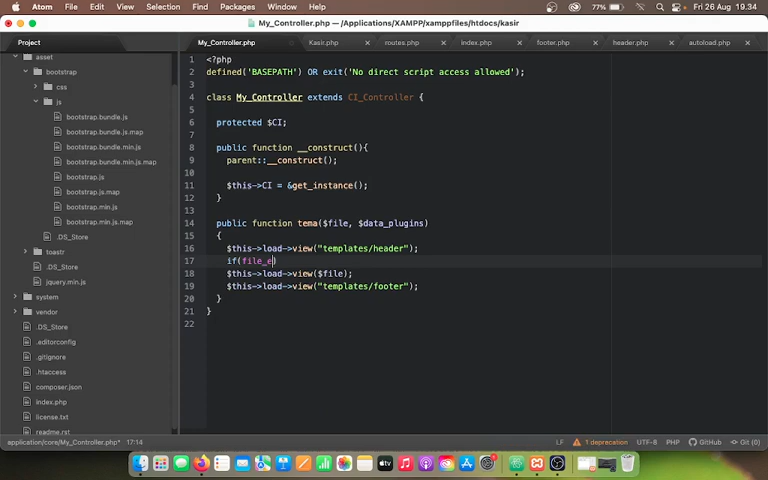 Atom File Edit View Selection Find Packages Window Help 77% Fri 26 Aug 19.34
My_Controller.php — /Applications/XAMPP/xamppfiles/htdocs/kasir
Project
My_Controller.php
Kasir.php
routes.php
index.php
footer.php
header.php
autoload.php
asset
bootstrap
css
js
bootstrap.bundle.js
bootstrap.bundle.js.map
bootstrap.bundle.min.js
bootstrap.bundle.min.js.map
bootstrap.js
bootstrap.js.map
bootstrap.min.js
bootstrap.min.js.map
.DS_Store
toastr
.DS_Store
jquery.min.js
system
vendor
.DS_Store
.editorconfig
.gitignore
.htaccess
composer.json
index.php
license.txt
readme.rst
1 <?php
2 defined('BASEPATH') OR exit('No direct script access allowed');
3
4 class My_Controller extends CI_Controller {
5
6 protected $CI;
7
8 public function __construct(){
9 parent::__construct();
10
11 $this->CI = &get_instance();
12 }
13
14 public function tema($file, $data_plugins)
15 {
16 $this->load->view("templates/header");
17 if(file_e)
18 $this->load->view($file);
19 $this->load->view("templates/footer");
20 }
21 }
22
application/core/My_Controller.php* 17:14
LF 1 deprecation UTF-8 PHP GitHub Git (0)